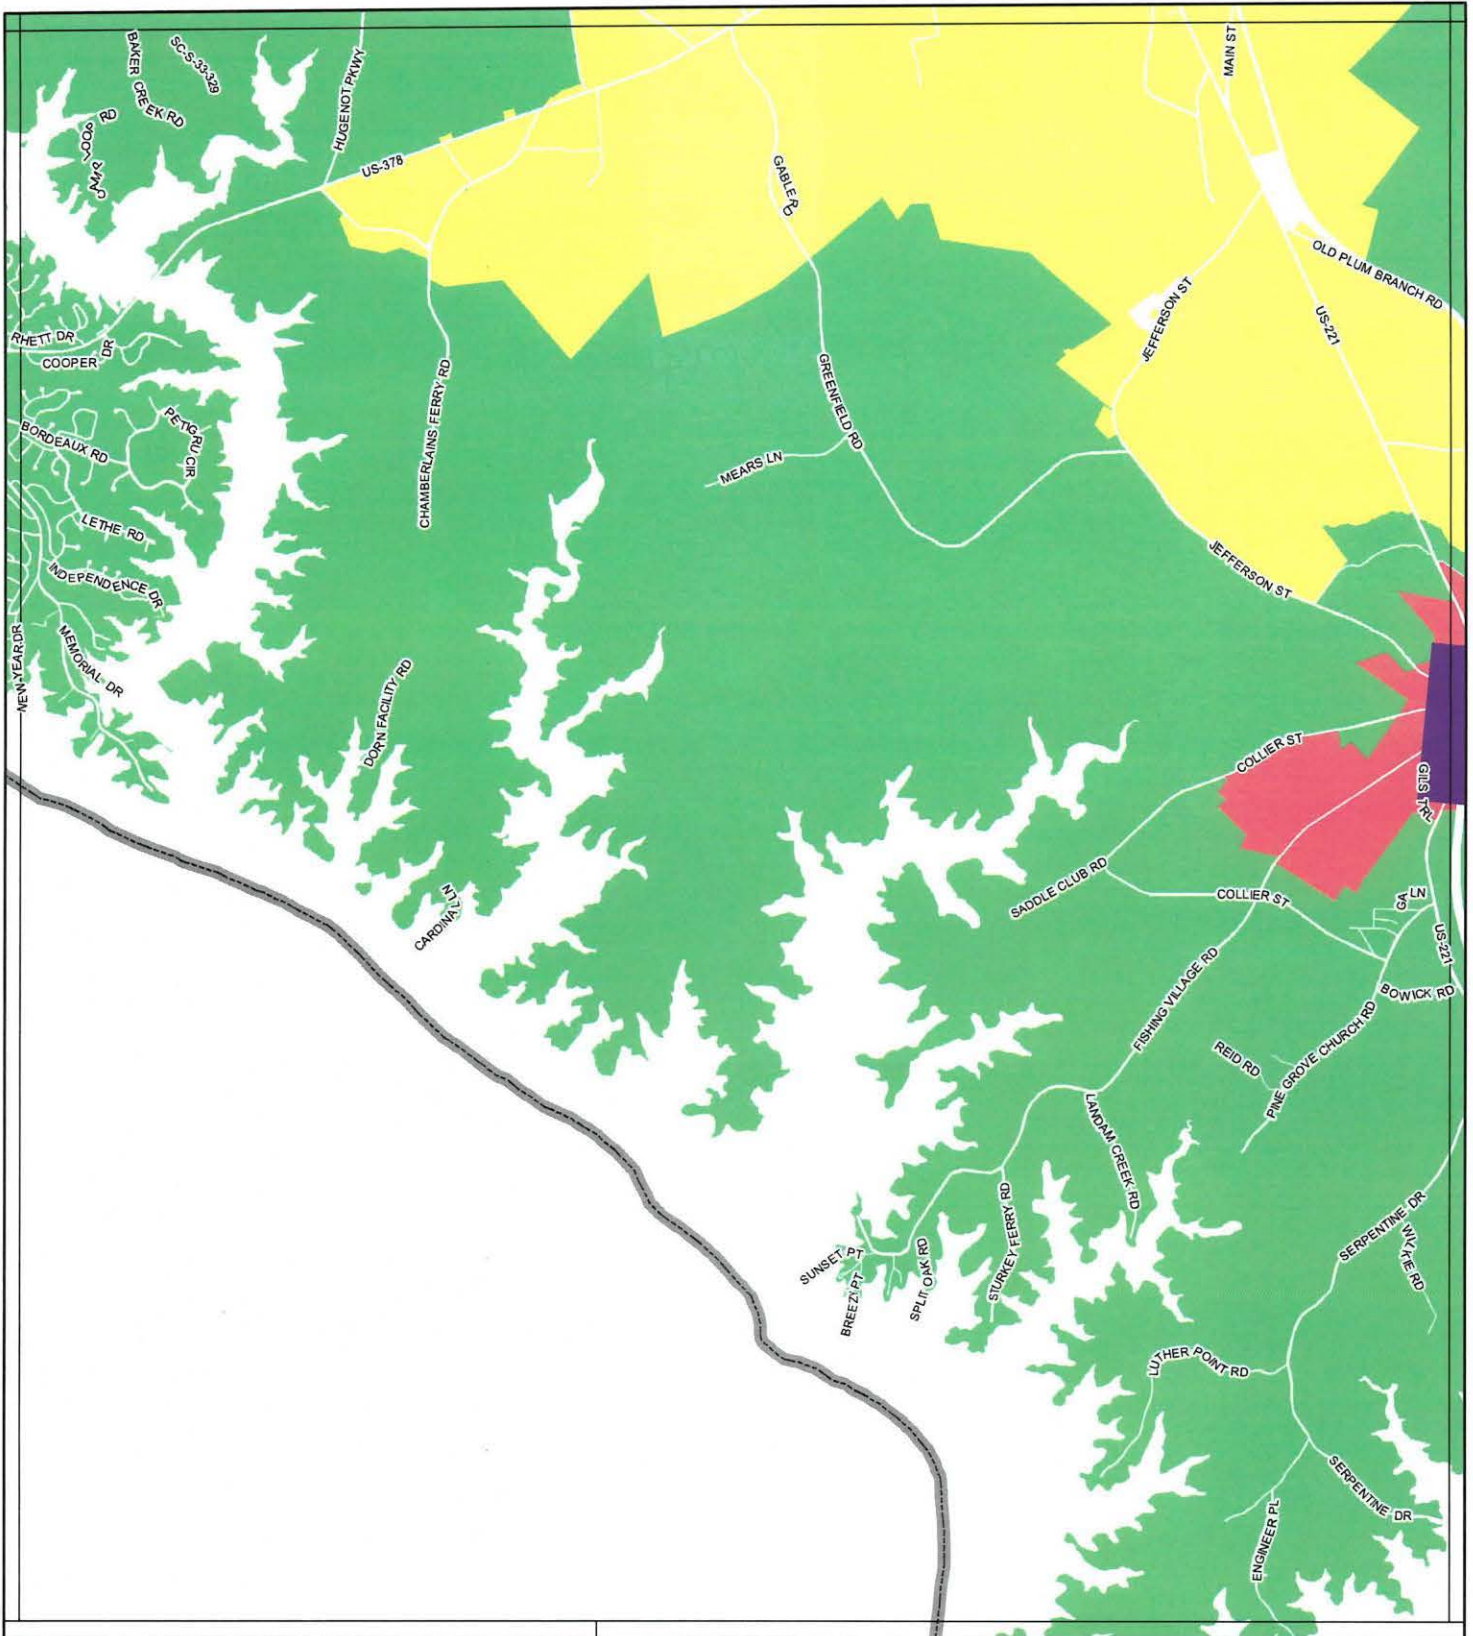 BAKER CREEK RD
SC-S-33-329
HUGENOT PKWY
MAIN ST
CAMP LOOP RD
US-378
GABLE RD
OLD PLUM BRANCH RD
JEFFERSON ST
US-221
RHETT DR
COOPER DR
CHAMBERLAINS FERRY RD
GREENFIELD RD
PETIGRU CIR
BORDEAUX RD
MEARS LN
LETHE RD
INDEPENDENCE DR
JEFFERSON ST
NEW YEAR DR
MEMORIAL DR
DORN FACILITY RD
COLLIER ST
GILS TRL
SADDLE CLUB RD
COLLIER ST
GA LN
CARDINAL LN
US-221
FISHING VILLAGE RD
BOWICK RD
REID RD
PINE GROVE CHURCH RD
LANDAM CREEK RD
SERPENTINE DR
STURKEY FERRY RD
SUNSET PT
BREEZY PT
SPLIT OAK RD
LUTHER POINT RD
SERPENTINE DR
ENGINEER PL